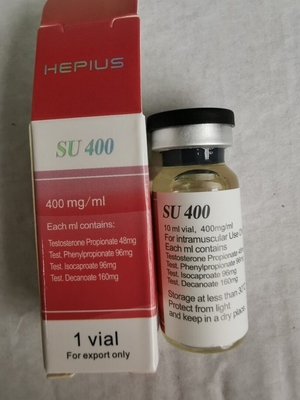 HEPIUS
SU 400
400 mg/ml
Each ml contains:
Testosterone Propionate 48mg
Test. Phenylpropionate 96mg
Test. Isocaproate 96mg
Test. Decanoate 160mg
1 vial
For export only
SU 400
10 ml vial, 400mg/ml
For intramuscular Use
Each ml contains
Testosterone Propionate
Test. Phenylpropionate 96mg
Test. Isocaproate 96mg
Test. Decanoate 160mg
Storage at less than
Protect from light
and keep in a dry place